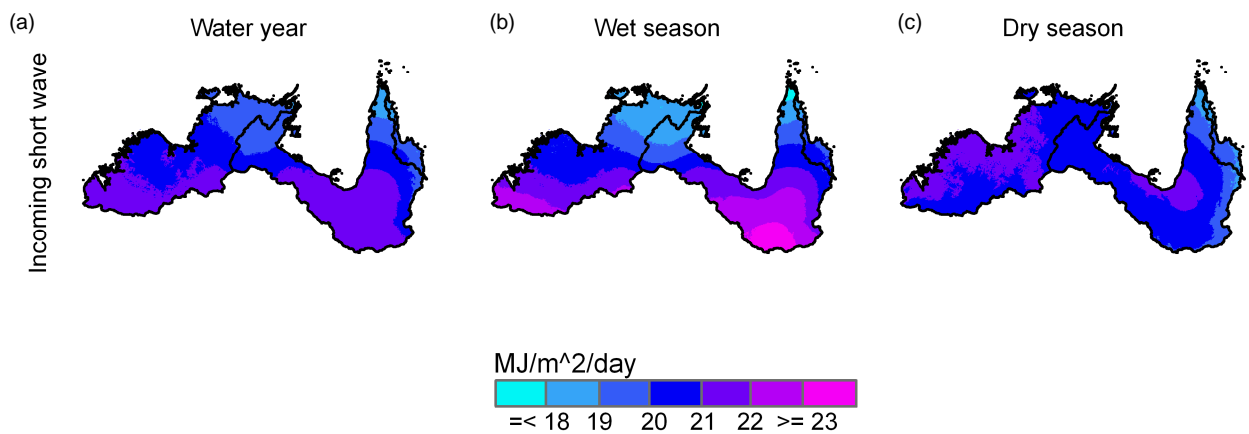 (a) Water year (b) Wet season (c) Dry season
Incoming short wave
MJ/m^2/day
=< 18 19 20 21 22 >= 23